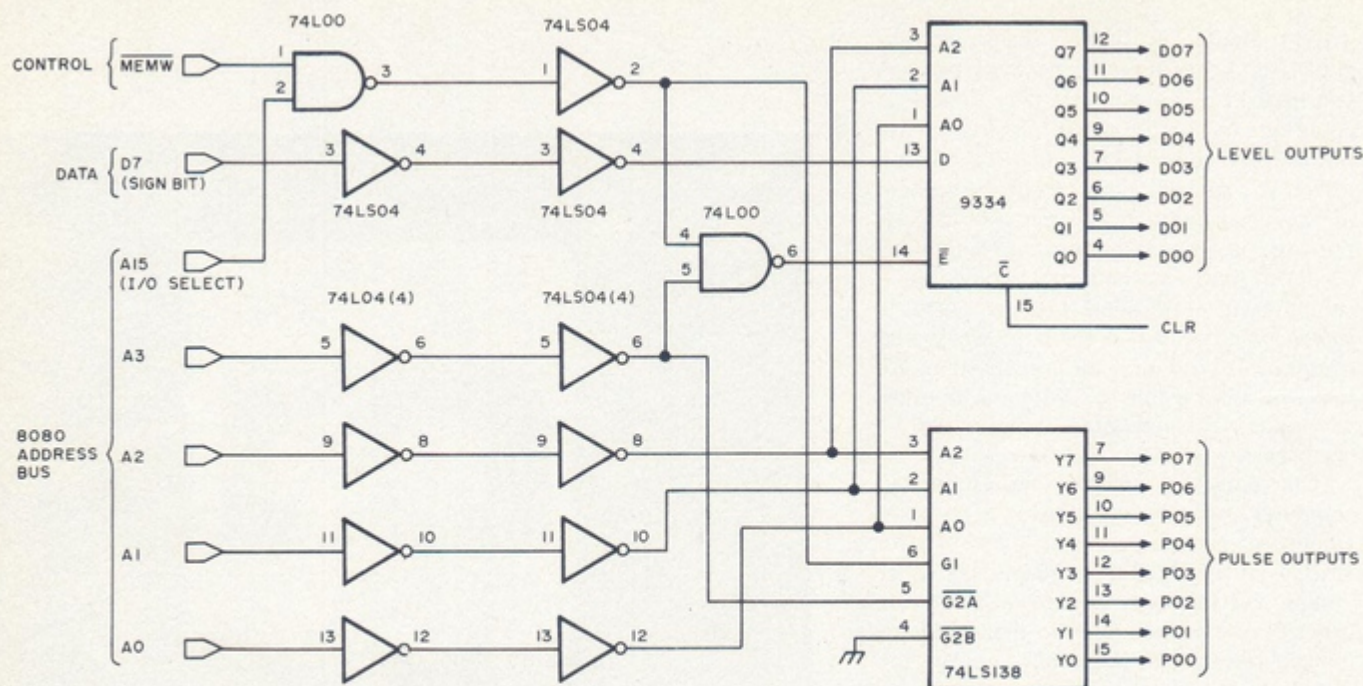 74L00
74LS04
CONTROL
MEMW
1
2
3
1
2
DATA
D7
(SIGN BIT)
3
4
3
4
74LS04
74LS04
A15
(I/O SELECT)
74L00
4
5
6
3 A2
2 A1
1 A0
13 D
9334
14 E
C
15
CLR
Q7 12 DO7
Q6 11 DO6
Q5 10 DO5
Q4 9 DO4
Q3 7 DO3
Q2 6 DO2
Q1 5 DO1
Q0 4 DO0
LEVEL OUTPUTS
74L04(4)
74LS04(4)
8080
ADDRESS
BUS
A3
5
6
5
6
A2
9
8
9
8
A1
11
10
11
10
A0
13
12
13
12
3 A2
2 A1
1 A0
6 G1
5 G2A
4 G2B
74LS138
Y7 7 PO7
Y6 9 PO6
Y5 10 PO5
Y4 11 PO4
Y3 12 PO3
Y2 13 PO2
Y1 14 PO1
Y0 15 PO0
PULSE OUTPUTS